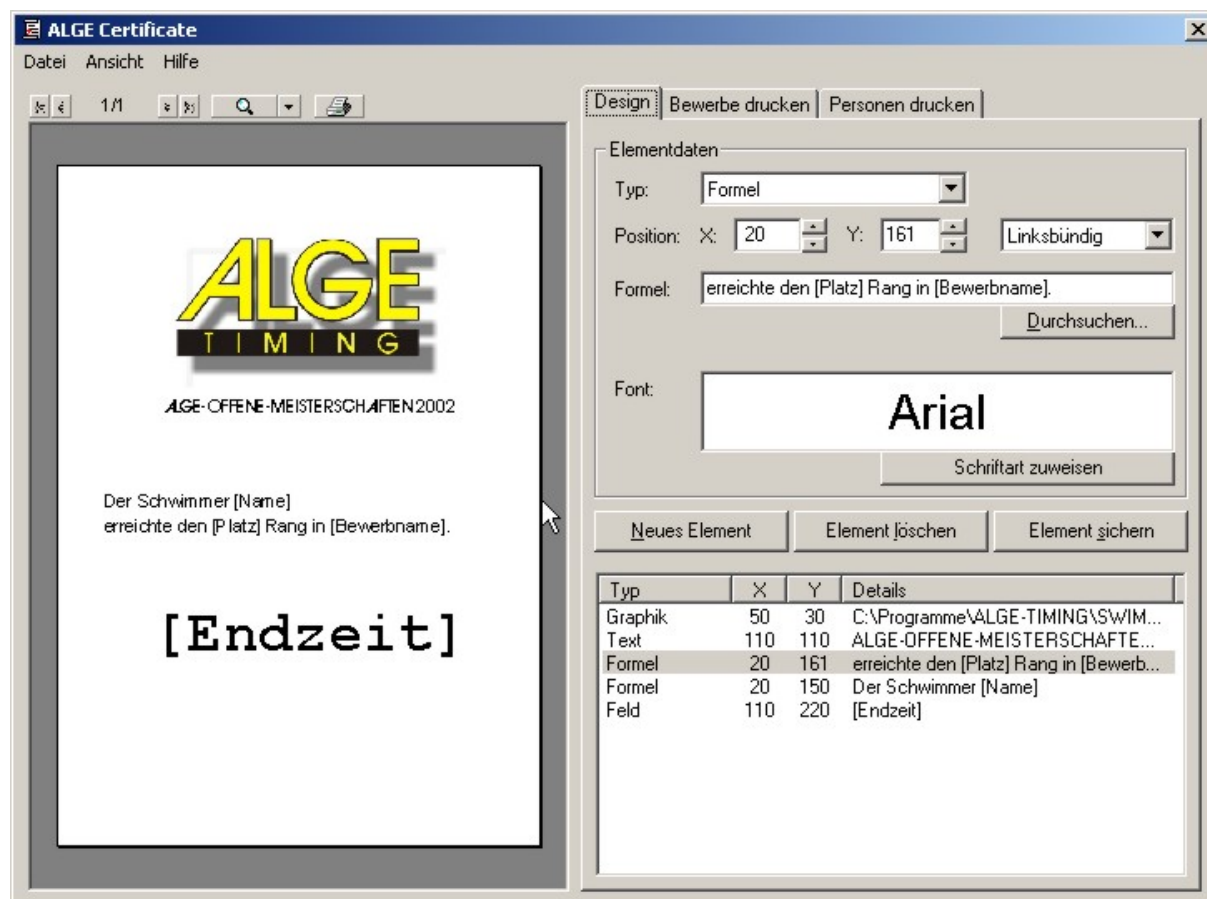 ALGE Certificate
Datei Ansicht Hilfe
1/1
ALGE
TIMING
ALGE-OFFENE-MEISTERSCHAFTEN 2002
Der Schwimmer [Name]
erreichte den [Platz] Rang in [Bewerbname].
[Endzeit]
Design Bewerbe drucken Personen drucken
Elementdaten
Typ: Formel
Position: X: 20 Y: 161 Linksbündig
Formel: erreichte den [Platz] Rang in [Bewerbname].
Durchsuchen...
Font: Arial
Schriftart zuweisen
Neues Element Element löschen Element sichern
Typ X Y Details
Graphik 50 30 C:\Programme\ALGE-TIMING\SWIM...
Text 110 110 ALGE-OFFENE-MEISTERSCHAFTE...
Formel 20 161 erreichte den [Platz] Rang in [Bewerb...
Formel 20 150 Der Schwimmer [Name]
Feld 110 220 [Endzeit]